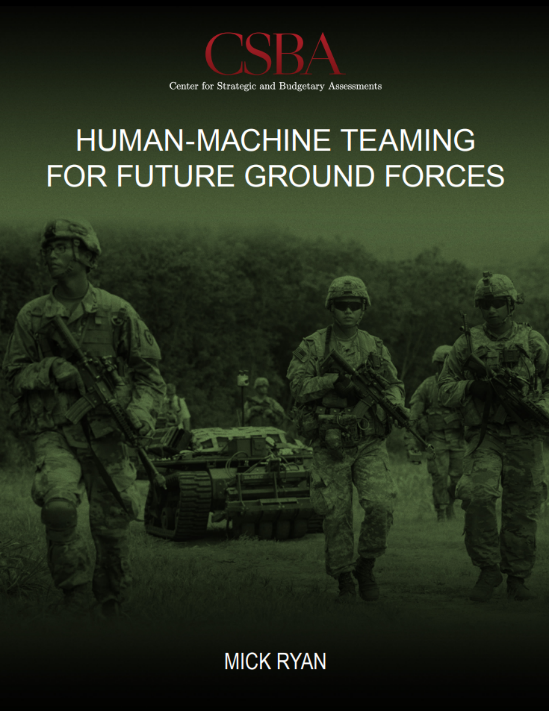 CSBA
Center for Strategic and Budgetary Assessments
HUMAN-MACHINE TEAMING
FOR FUTURE GROUND FORCES
MICK RYAN